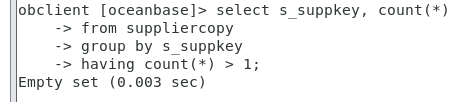 obclient [oceanbase]> select s_suppkey, count(*)
    -> from suppliercopy
    -> group by s_suppkey
    -> having count(*) > 1;
Empty set (0.003 sec)